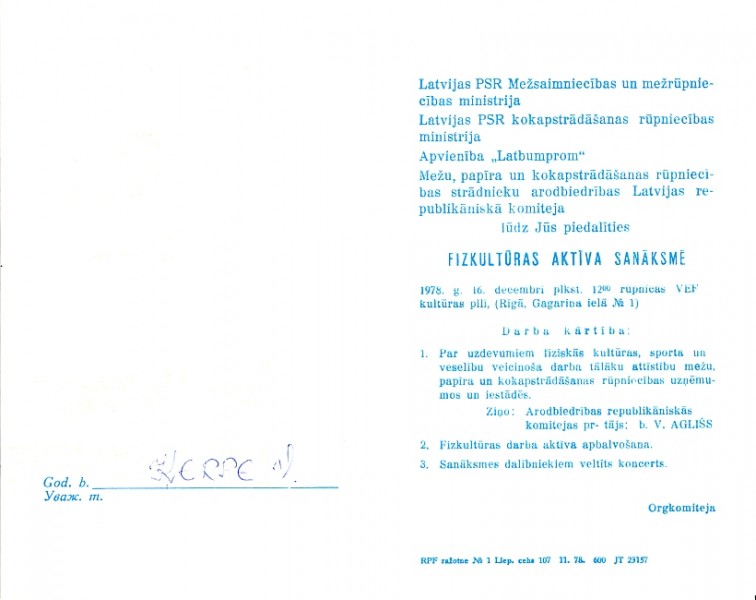 God. b.
Уваж. т.
Latvijas PSR Mežsaimniecības un mežrūpnie-
cības ministrija
Latvijas PSR kokapstrādāšanas rūpniecības
ministrija
Apvienība „Latbumprom“
Mežu, papīra un kokapstrādāšanas rūpniecī-
bas strādnieku arodbiedrības Latvijas re-
publikāniskā komiteja
lūdz Jūs piedalīties
FIZKULTŪRAS AKTĪVA SANĀKSMĒ
1978. g. 16. decembrī plkst. 12⁰⁰ rūpnīcas VEF
kultūras pilī, (Rīgā, Gagarina ielā № 1)
Darba kārtība:
1. Par uzdevumiem fiziskās kultūras, sporta un
veselību veicinoša darba tālāku attīstību mežu,
papīra un kokapstrādāšanas rūpniecības uzņēmu-
mos un iestādēs.
Ziņo: Arodbiedrības republikāniskās
komitejas pr-tājs; b. V. AGLIŠS
2. Fizkultūras darba aktīva apbalvošana.
3. Sanāksmes dalībniekiem veltīts koncerts.
Orgkomiteja
RPF ražotne № 1 Liep. cehs 107 11. 78. 600 JT 23157